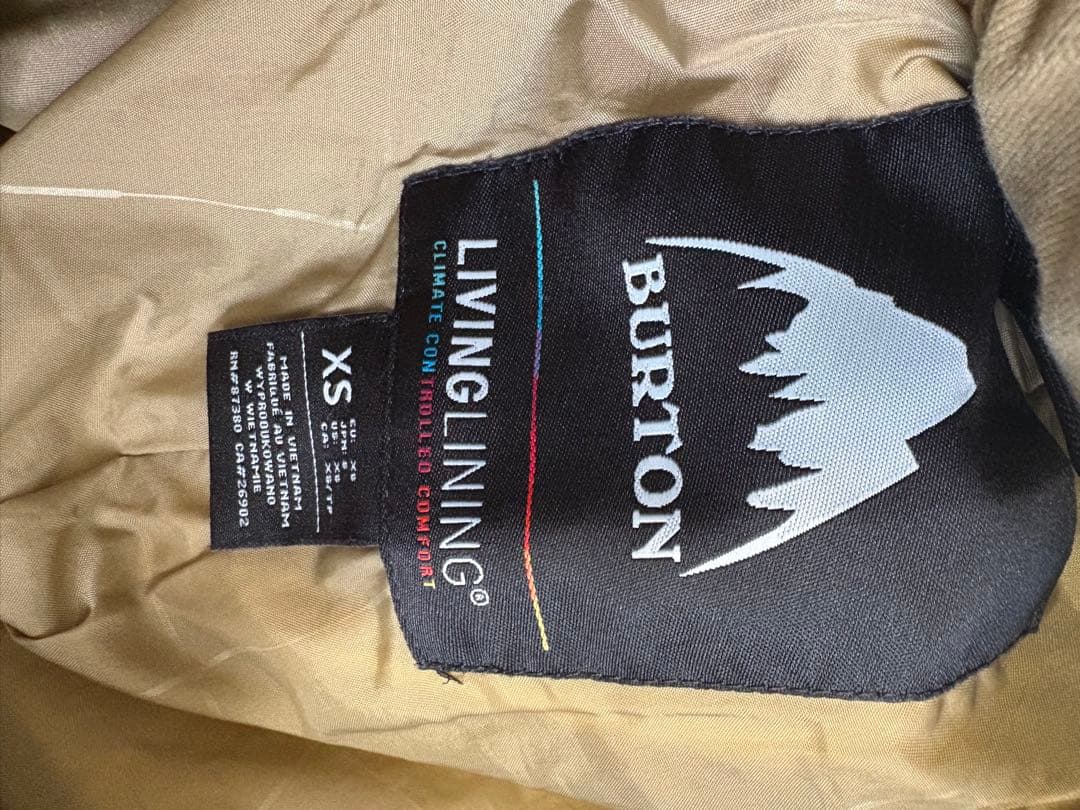 BURTON
LIVINGLINING®
CLIMATE CONTROLLED COMFORT
XS
EU: XS
JPN: S
US: XS
CA: XS/TP
MADE IN VIETNAM
FABRIQUÉ AU VIETNAM
WYPRODUKOWANO
W WIETNAMIE
RN#87380 CA#26902